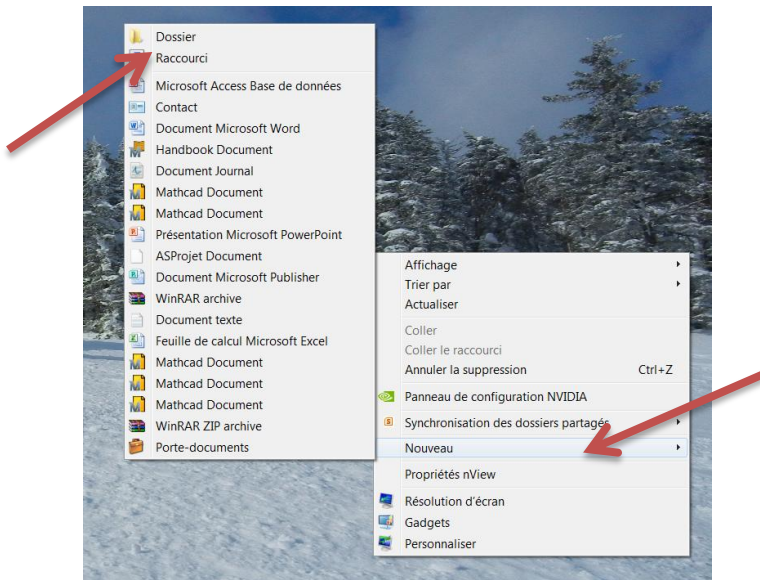 Dossier
Raccourci
Microsoft Access Base de données
Contact
Document Microsoft Word
Handbook Document
Document Journal
Mathcad Document
Mathcad Document
Présentation Microsoft PowerPoint
ASProjet Document
Document Microsoft Publisher
WinRAR archive
Document texte
Feuille de calcul Microsoft Excel
Mathcad Document
Mathcad Document
Mathcad Document
WinRAR ZIP archive
Porte-documents
Affichage
Trier par
Actualiser
Coller
Coller le raccourci
Annuler la suppression Ctrl+Z
Panneau de configuration NVIDIA
Synchronisation des dossiers partagés
Nouveau
Propriétés nView
Résolution d'écran
Gadgets
Personnaliser